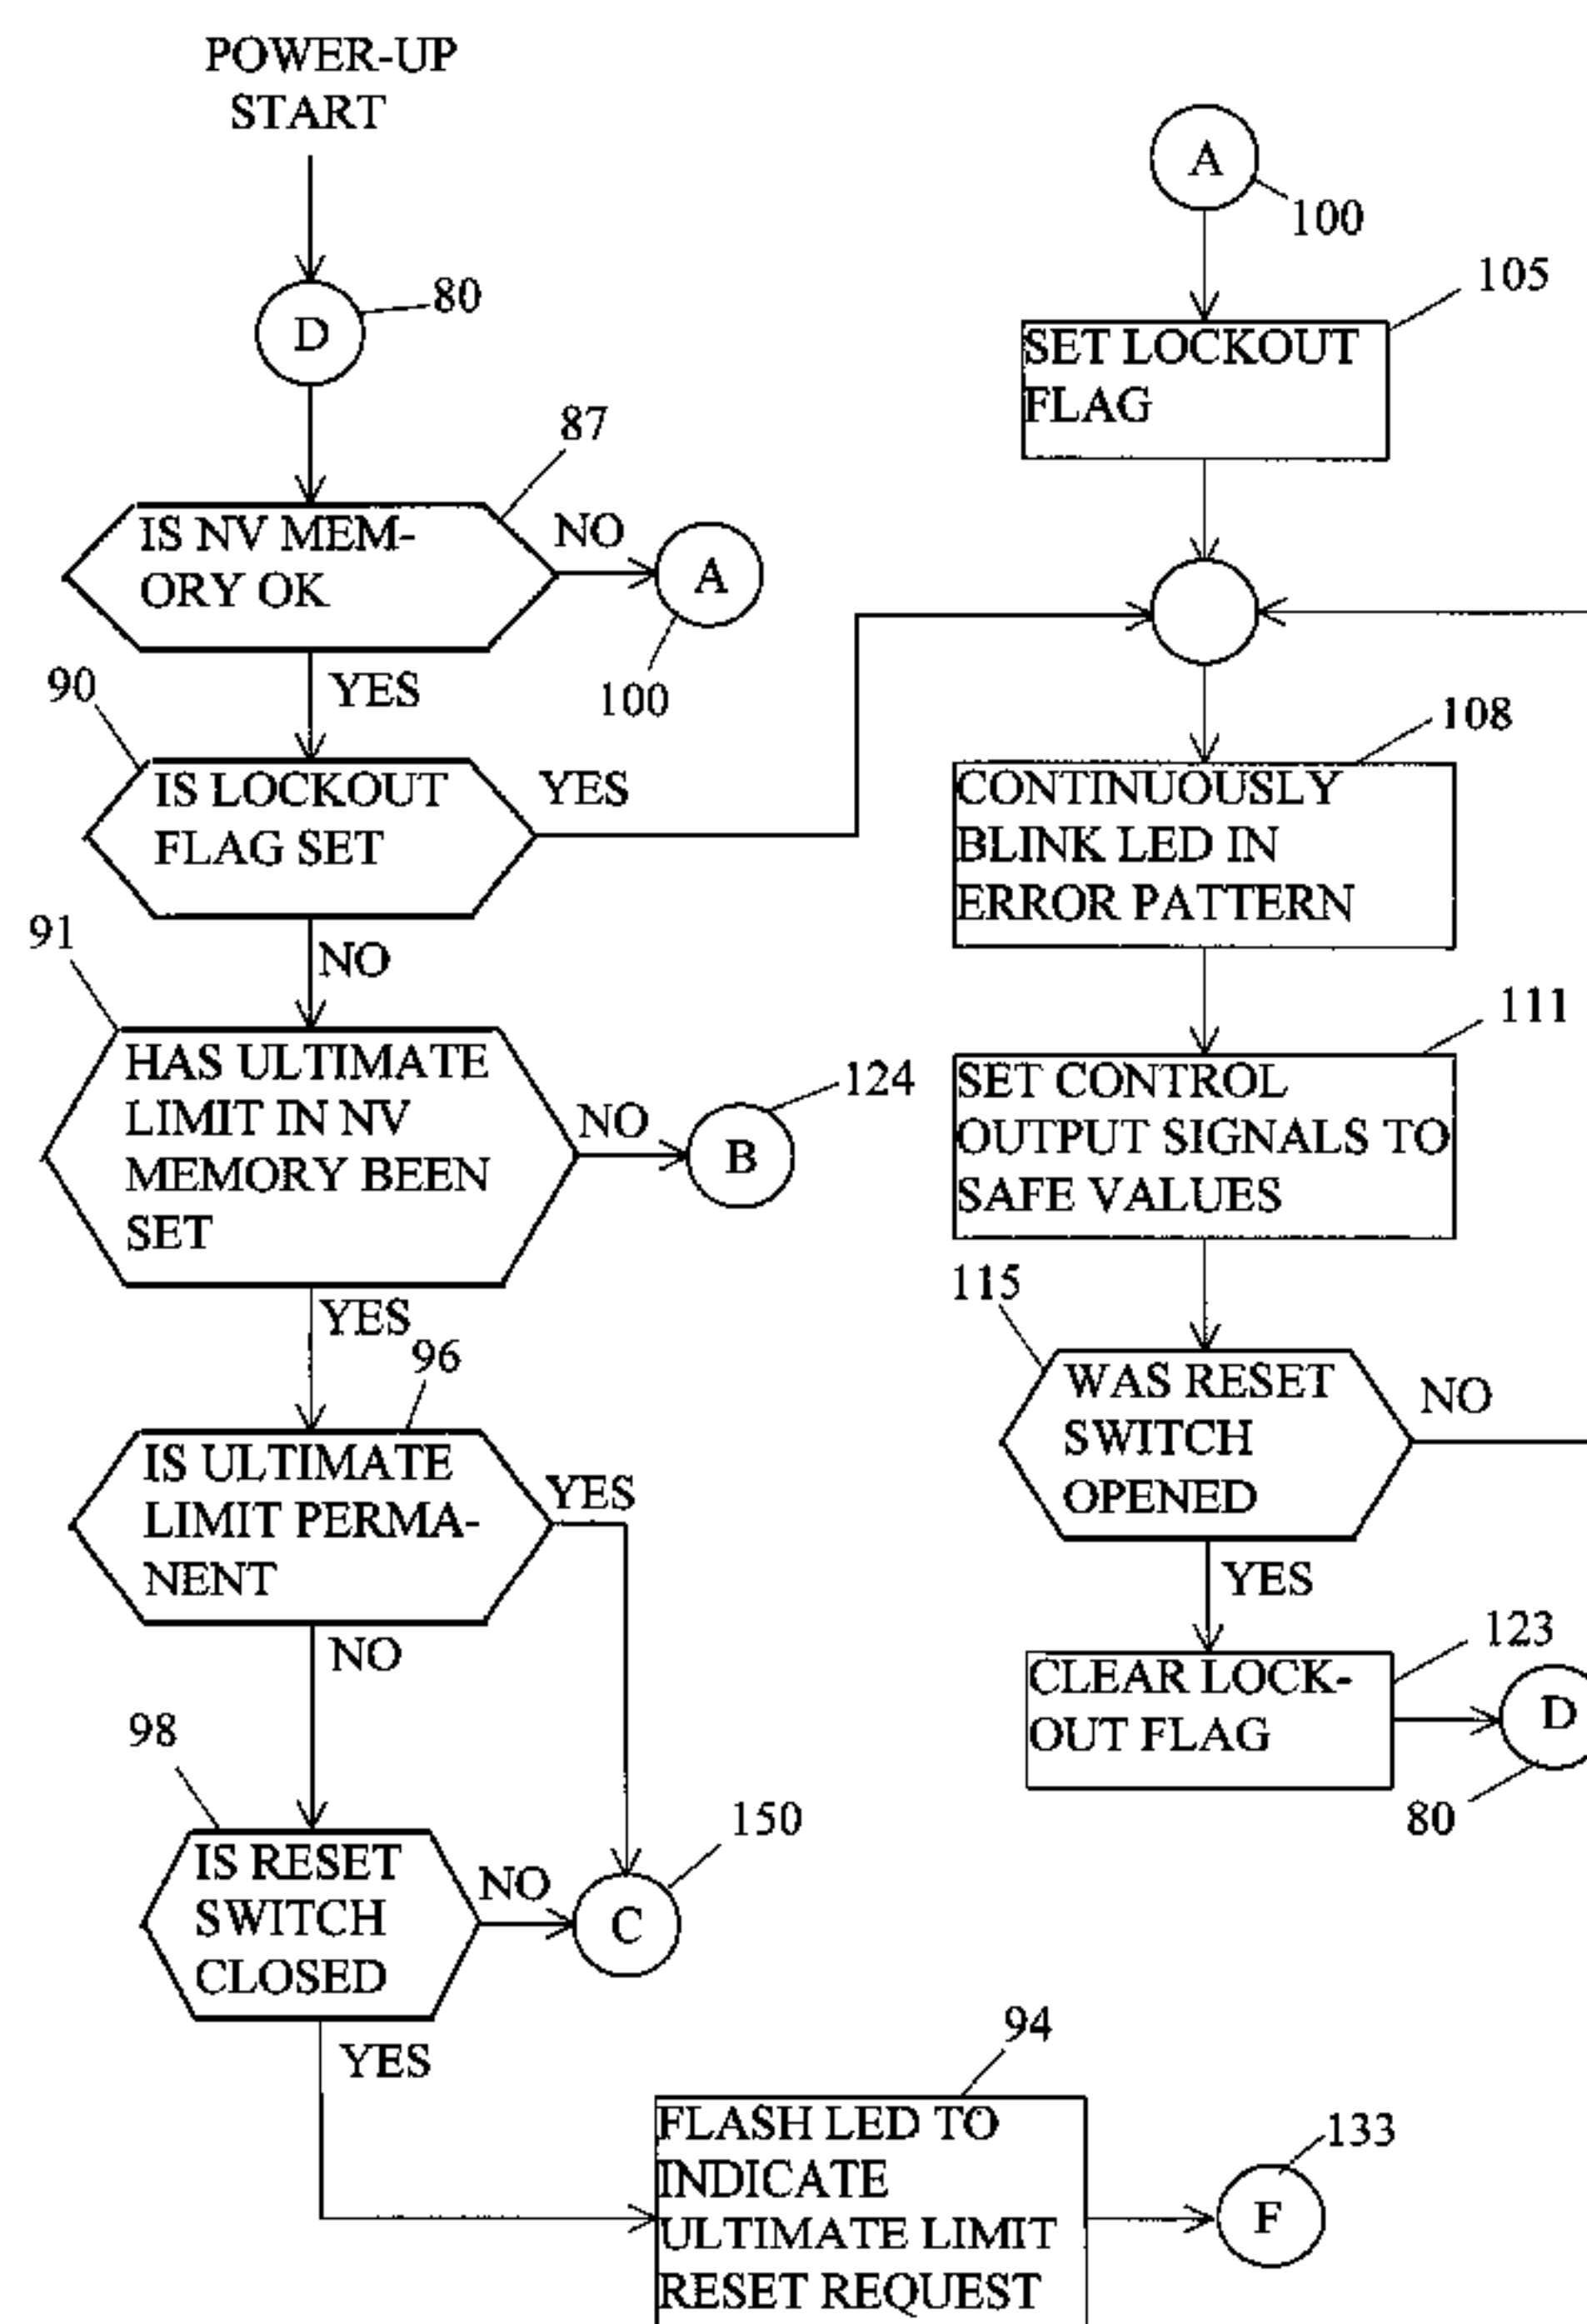 POWER-UP
START
D
80
87
IS NV MEM-
ORY OK
NO
A
100
YES
90
IS LOCKOUT
FLAG SET
YES
NO
91
HAS ULTIMATE
LIMIT IN NV
MEMORY BEEN
SET
NO
B
124
YES
96
IS ULTIMATE
LIMIT PERMA-
NENT
YES
NO
98
IS RESET
SWITCH
CLOSED
NO
C
150
YES
94
FLASH LED TO
INDICATE
ULTIMATE LIMIT
RESET REQUEST
F
133
A
100
105
SET LOCKOUT
FLAG
108
CONTINUOUSLY
BLINK LED IN
ERROR PATTERN
111
SET CONTROL
OUTPUT SIGNALS TO
SAFE VALUES
115
WAS RESET
SWITCH
OPENED
NO
YES
123
CLEAR LOCK-
OUT FLAG
D
80